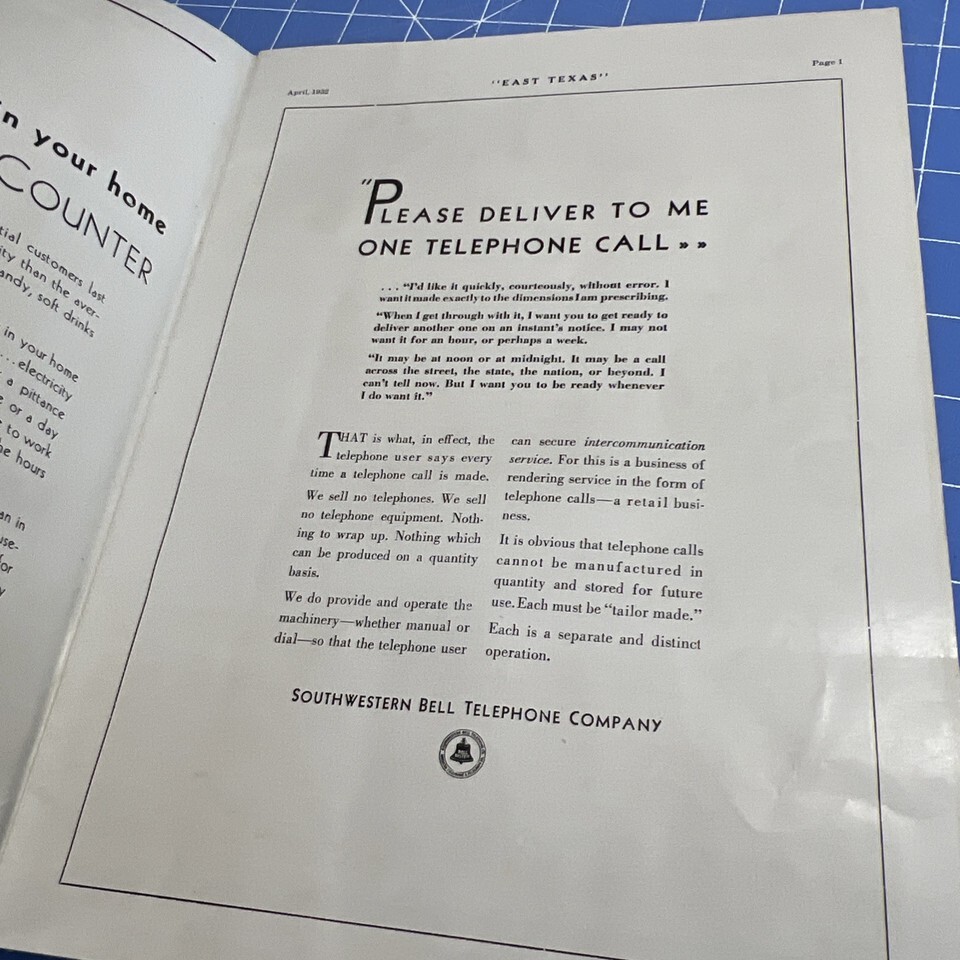 n your home
COUNTER
tial customers last
ity than the aver-
andy, soft drinks
in your home
...electricity
a pittance
e or a day
to work
he hours
an in
use-
for
y
April, 1932
"EAST TEXAS"
Page 1
"PLEASE DELIVER TO ME
ONE TELEPHONE CALL » »
. . . "I'd like it quickly, courteously, without error. I
want it made exactly to the dimensions I am prescribing.
"When I get through with it, I want you to get ready to
deliver another one on an instant's notice. I may not
want it for an hour, or perhaps a week.
"It may be at noon or at midnight. It may be a call
across the street, the state, the nation, or beyond. I
can't tell now. But I want you to be ready whenever
I do want it."
THAT is what, in effect, the
telephone user says every
time a telephone call is made.
We sell no telephones. We sell
no telephone equipment. Noth-
ing to wrap up. Nothing which
can be produced on a quantity
basis.
We do provide and operate the
machinery—whether manual or
dial—so that the telephone user
can secure intercommunication
service. For this is a business of
rendering service in the form of
telephone calls—a retail busi-
ness.
It is obvious that telephone calls
cannot be manufactured in
quantity and stored for future
use. Each must be "tailor made."
Each is a separate and distinct
operation.
SOUTHWESTERN BELL TELEPHONE COMPANY